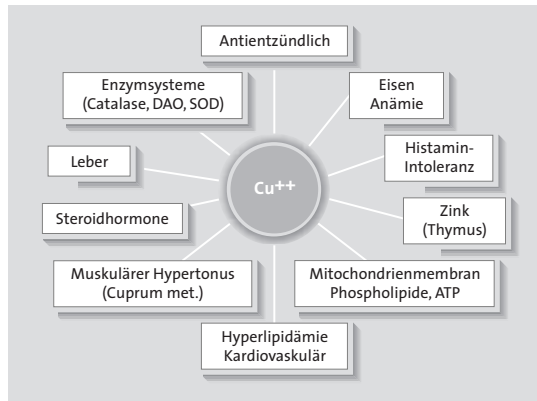 Antientzündlich
Enzymsysteme
(Catalase, DAO, SOD)
Eisen
Anämie
Leber
Histamin-
Intoleranz
Cu++
Steroidhormone
Zink
(Thymus)
Muskulärer Hypertonus
(Cuprum met.)
Mitochondrienmembran
Phospholipide, ATP
Hyperlipidämie
Kardiovaskulär